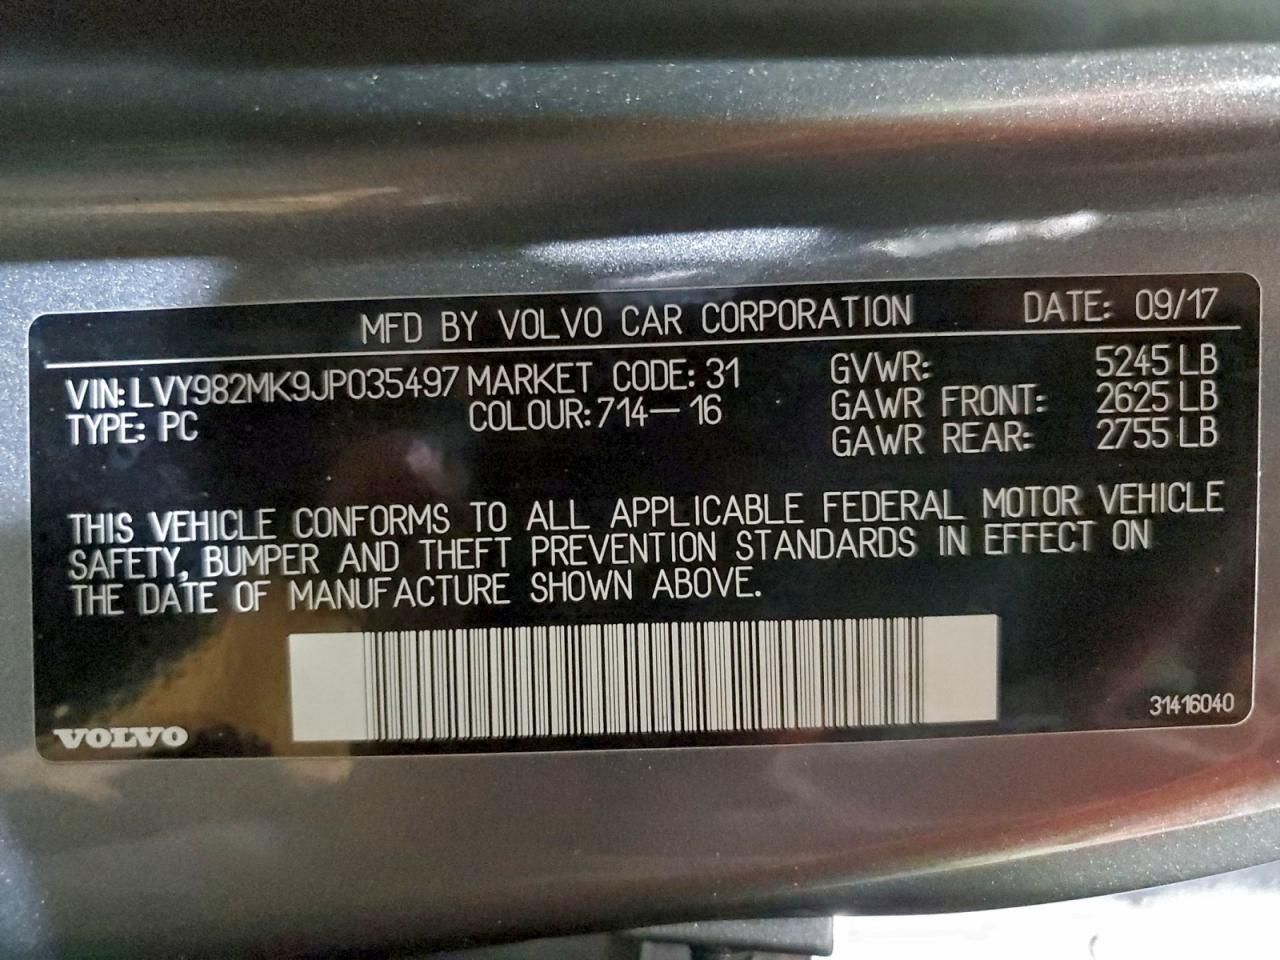 MFD BY VOLVO CAR CORPORATION DATE: 09/17
VIN: LVY982MK9JP035497 MARKET CODE: 31 GVWR: 5245 LB
TYPE: PC COLOUR: 714-16 GAWR FRONT: 2625 LB
GAWR REAR: 2755 LB
THIS VEHICLE CONFORMS TO ALL APPLICABLE FEDERAL MOTOR VEHICLE
SAFETY, BUMPER AND THEFT PREVENTION STANDARDS IN EFFECT ON
THE DATE OF MANUFACTURE SHOWN ABOVE.
31416040
VOLVO